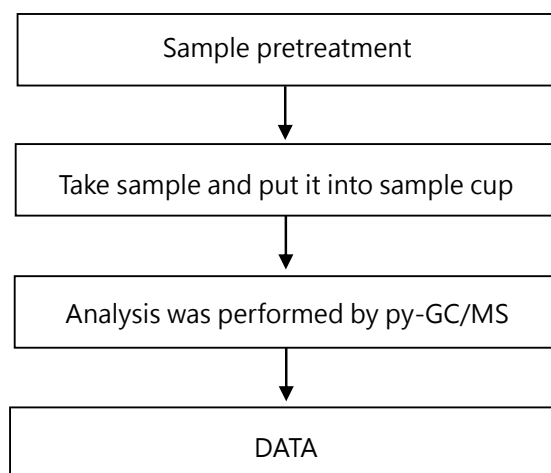 Sample pretreatment
Take sample and put it into sample cup
Analysis was performed by py-GC/MS
DATA